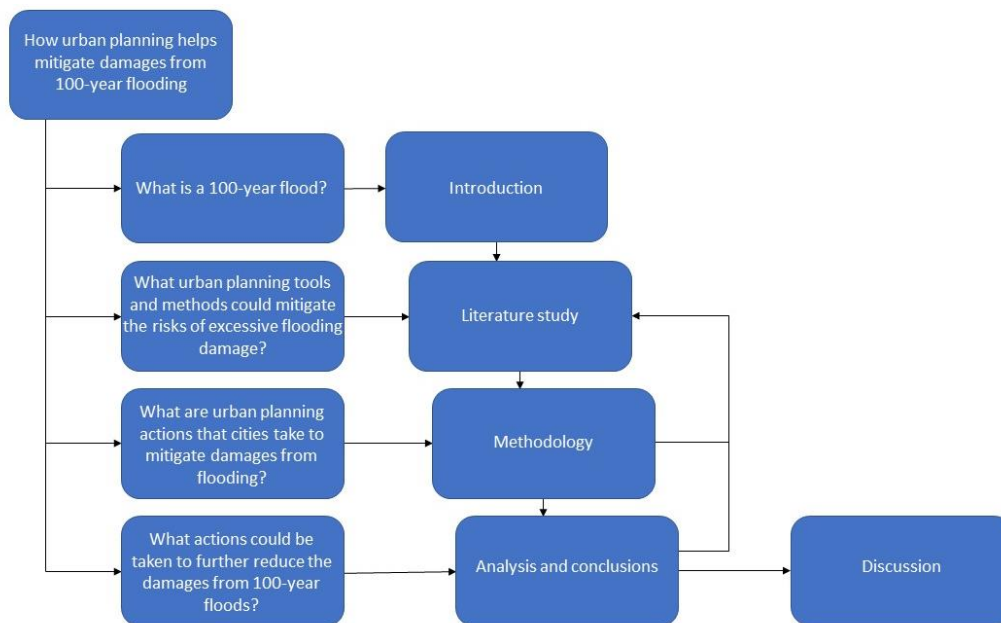 How urban planning helps
mitigate damages from
100-year flooding
What is a 100-year flood?
Introduction
What urban planning tools
and methods could mitigate
the risks of excessive flooding
damage?
Literature study
What are urban planning
actions that cities take to
mitigate damages from
flooding?
Methodology
What actions could be
taken to further reduce the
damages from 100-year
floods?
Analysis and conclusions
Discussion